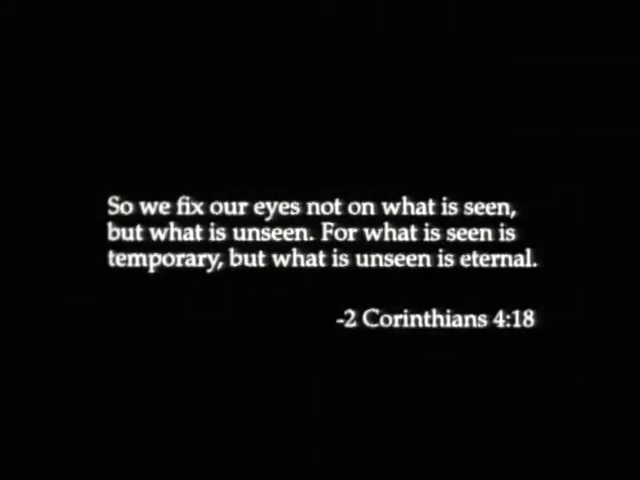 So we fix our eyes not on what is seen,
but what is unseen. For what is seen is
temporary, but what is unseen is eternal.
-2 Corinthians 4:18